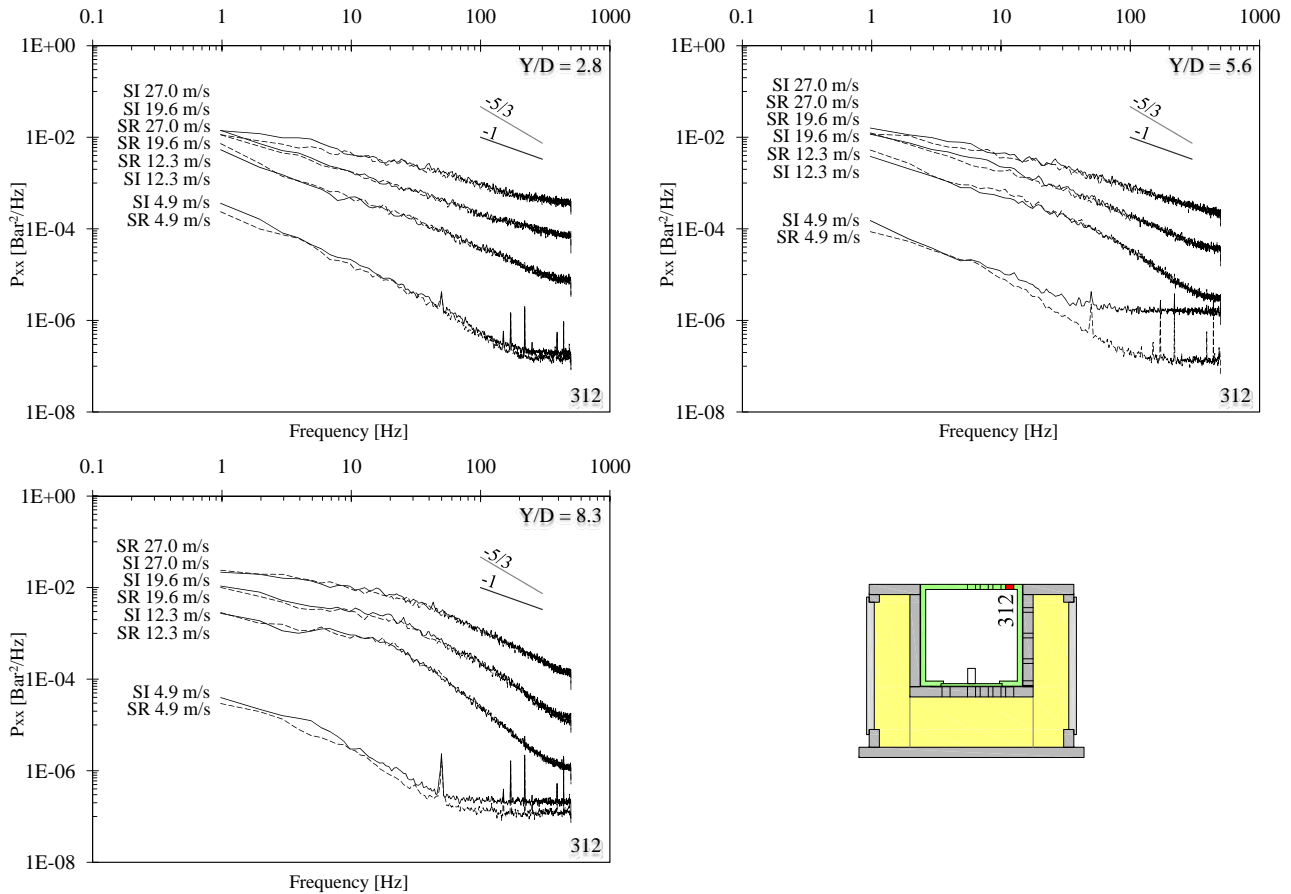 0.1 1 10 100 1000
1E+00
Y/D = 2.8
SI 27.0 m/s
SI 19.6 m/s
SR 27.0 m/s
SR 19.6 m/s
SR 12.3 m/s
SI 12.3 m/s
SI 4.9 m/s
SR 4.9 m/s
-5/3
-1
1E-02
1E-04
1E-06
1E-08
Pxx [Bar²/Hz]
312
Frequency [Hz]
0.1 1 10 100 1000
1E+00
Y/D = 5.6
SI 27.0 m/s
SR 27.0 m/s
SR 19.6 m/s
SI 19.6 m/s
SR 12.3 m/s
SI 12.3 m/s
SI 4.9 m/s
SR 4.9 m/s
-5/3
-1
1E-02
1E-04
1E-06
1E-08
Pxx [Bar²/Hz]
312
Frequency [Hz]
0.1 1 10 100 1000
1E+00
Y/D = 8.3
SR 27.0 m/s
SI 27.0 m/s
SI 19.6 m/s
SR 19.6 m/s
SI 12.3 m/s
SR 12.3 m/s
SI 4.9 m/s
SR 4.9 m/s
-5/3
-1
1E-02
1E-04
1E-06
1E-08
Pxx [Bar²/Hz]
312
Frequency [Hz]
312